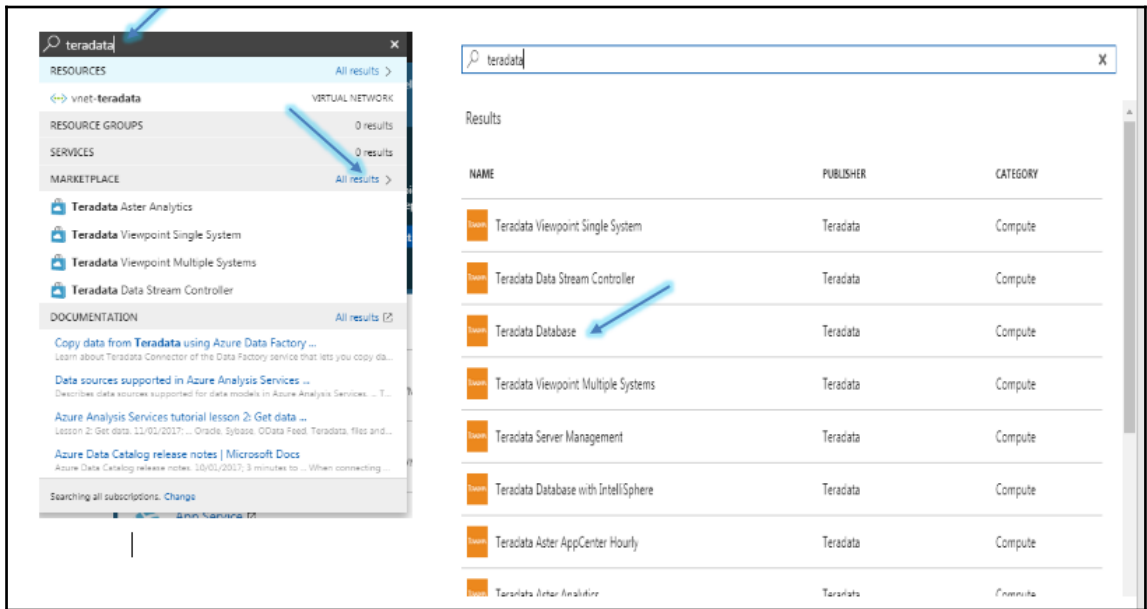 teradata x
RESOURCES All results >
vnet-teradata VIRTUAL NETWORK
RESOURCE GROUPS 0 results
SERVICES 0 results
MARKETPLACE All results >
Teradata Aster Analytics
Teradata Viewpoint Single System
Teradata Viewpoint Multiple Systems
Teradata Data Stream Controller
DOCUMENTATION All results
Copy data from Teradata using Azure Data Factory ...
Learn about Teradata Connector of the Data Factory service that lets you copy da...
Data sources supported in Azure Analysis Services ...
Describes data sources supported for data models in Azure Analysis Services. ... T...
Azure Analysis Services tutorial lesson 2: Get data ...
Lesson 2: Get data. 11/01/2017; ... Oracle, Sybase, OData Feed, Teradata, files and...
Azure Data Catalog release notes | Microsoft Docs
Azure Data Catalog release notes. 10/01/2017; 3 minutes to ... When connecting ...
Searching all subscriptions. Change
App Service
teradata X
Results
NAME PUBLISHER CATEGORY
Teradata Viewpoint Single System Teradata Compute
Teradata Data Stream Controller Teradata Compute
Teradata Database Teradata Compute
Teradata Viewpoint Multiple Systems Teradata Compute
Teradata Server Management Teradata Compute
Teradata Database with IntelliSphere Teradata Compute
Teradata Aster AppCenter Hourly Teradata Compute
Teradata Aster Analytics Teradata Compute